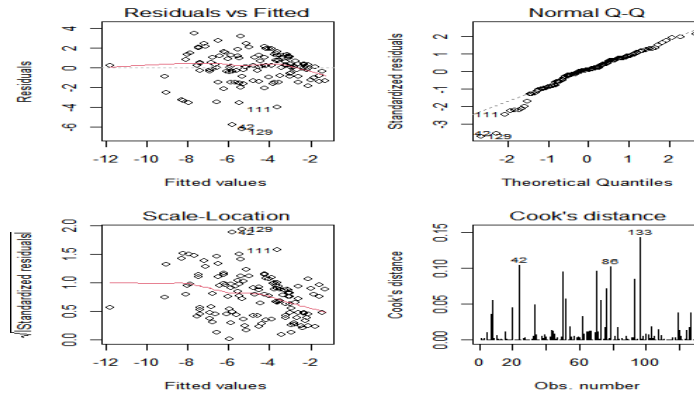 Residuals vs Fitted
Residuals
4
2
0
-2
-4
-6
111
42
129
-12 -10 -8 -6 -4 -2
Fitted values
Normal Q-Q
Standardized residuals
2
1
0
-1
-2
-3
111
42
129
-2 -1 0 1 2
Theoretical Quantiles
Scale-Location
√|Standardized residuals|
2.0
1.5
1.0
0.5
0.0
129
42
111
-12 -10 -8 -6 -4 -2
Fitted values
Cook's distance
Cook's distance
0.15
0.10
0.05
0.00
42
86
133
0 20 60 100
Obs. number